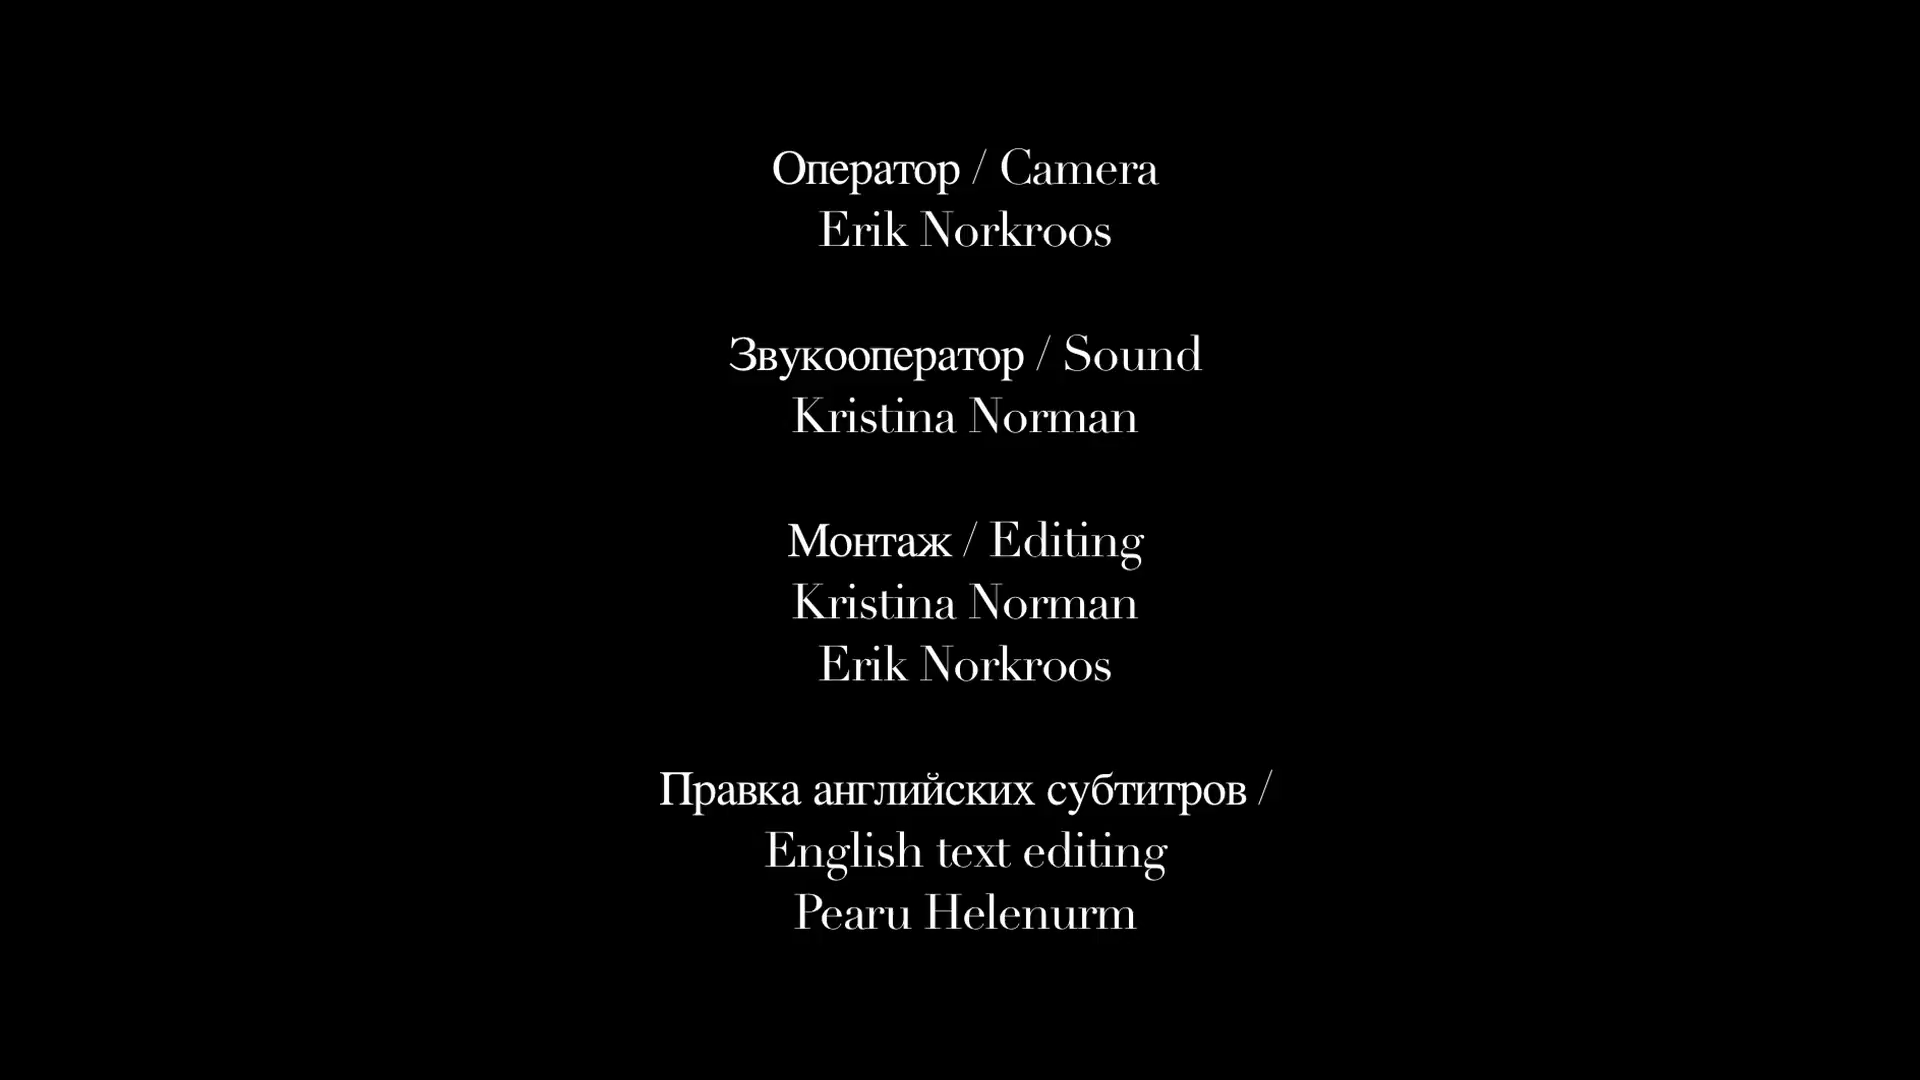 Оператор / Camera
Erik Norkroos
Звукооператор / Sound
Kristina Norman
Монтаж / Editing
Kristina Norman
Erik Norkroos
Правка английских субтитров /
English text editing
Pearu Helenurm